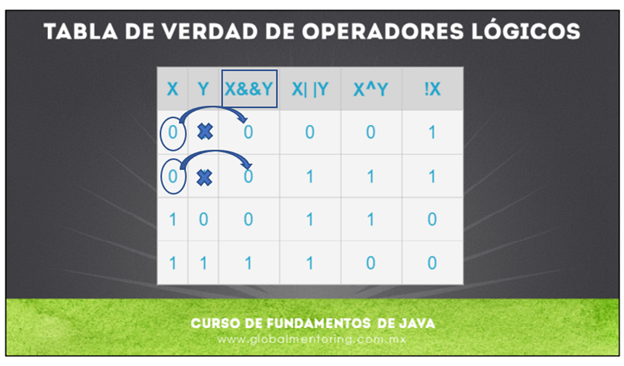 TABLA DE VERDAD DE OPERADORES LÓGICOS
X Y X&&Y X| |Y X^Y !X
0 0 0 0 1
0 0 1 1 1
1 0 0 1 1 0
1 1 1 1 0 0
CURSO DE FUNDAMENTOS DE JAVA
www.globalmentoring.com.mx